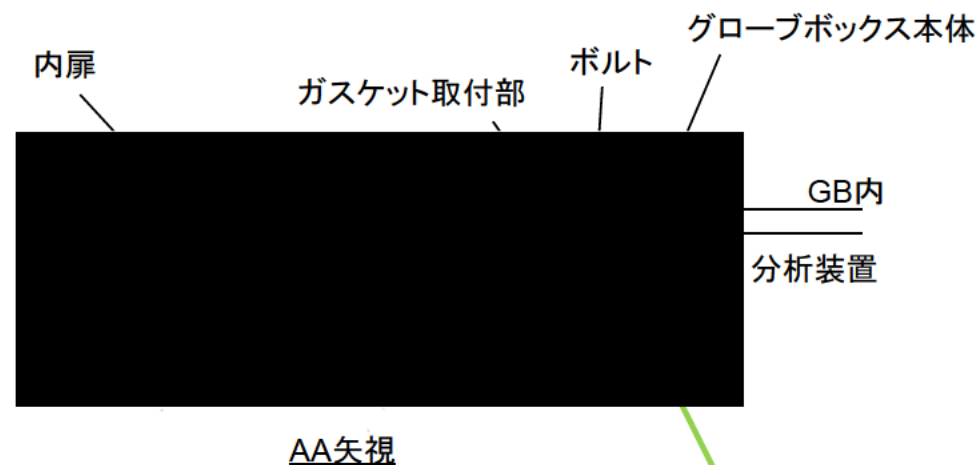 グローブボックス本体
内扉
ボルト
ガスケット取付部
GB内
分析装置
AA矢視